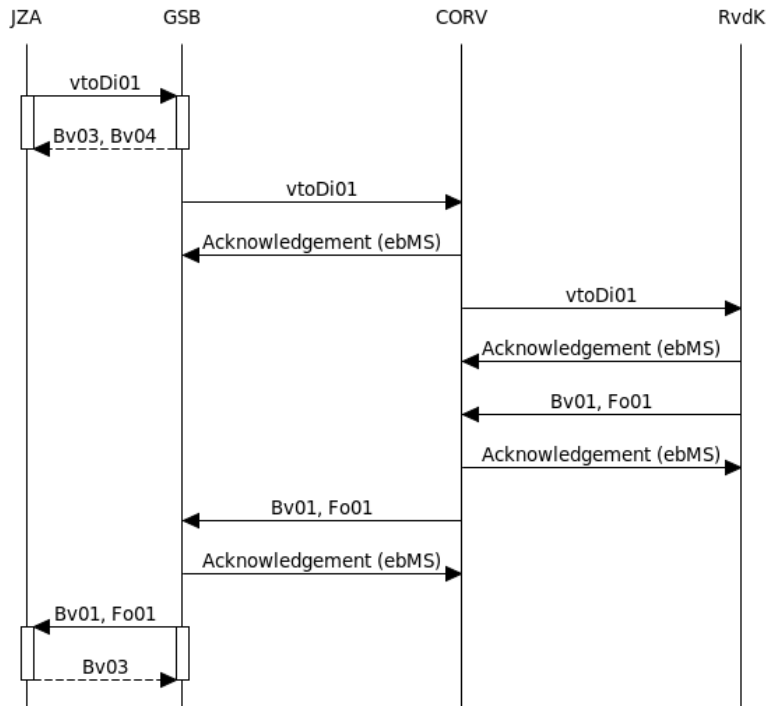 JZA GSB CORV RvdK
vtoDi01
Bv03, Bv04
vtoDi01
Acknowledgement (ebMS)
vtoDi01
Acknowledgement (ebMS)
Bv01, Fo01
Acknowledgement (ebMS)
Bv01, Fo01
Acknowledgement (ebMS)
Bv01, Fo01
Bv03